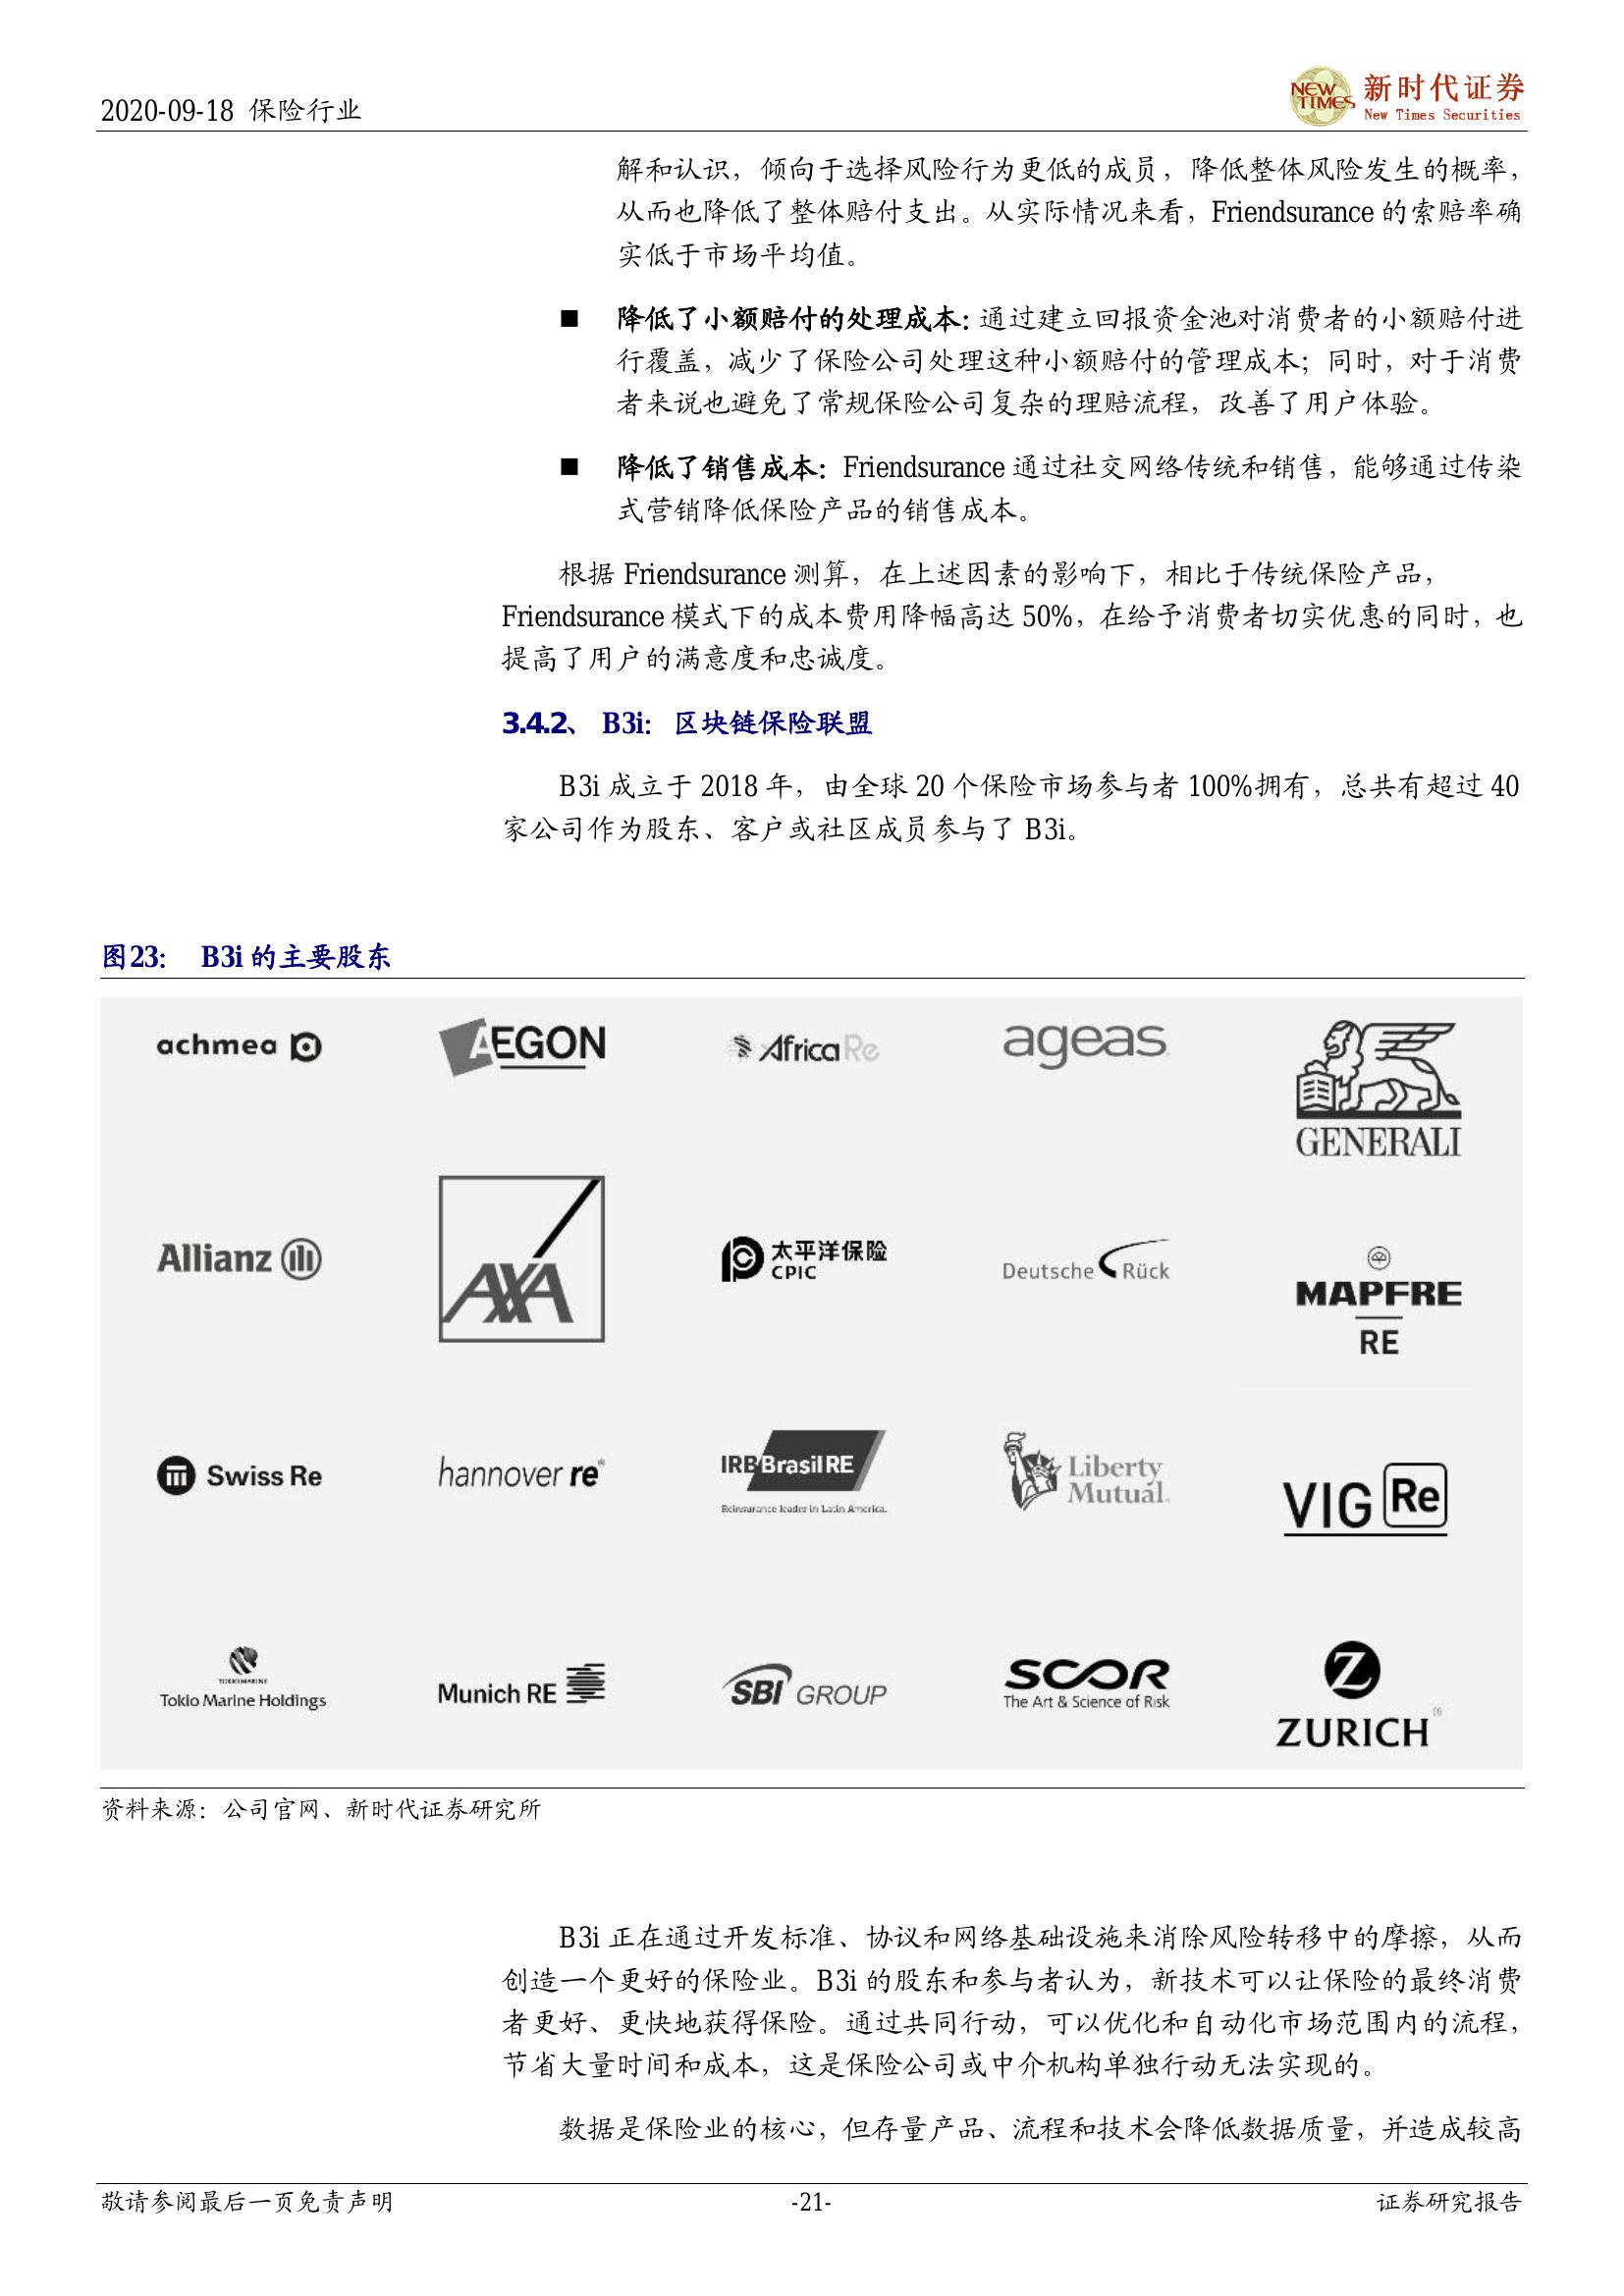 2020-09-18 保险行业
NEW TIMES
新时代证券
New Times Securities
解和认识，倾向于选择风险行为更低的成员，降低整体风险发生的概率，
从而也降低了整体赔付支出。从实际情况来看，Friendsurance 的索赔率确
实低于市场平均值。
■ 降低了小额赔付的处理成本：通过建立回报资金池对消费者的小额赔付进
行覆盖，减少了保险公司处理这种小额赔付的管理成本；同时，对于消费
者来说也避免了常规保险公司复杂的理赔流程，改善了用户体验。
■ 降低了销售成本：Friendsurance 通过社交网络传统和销售，能够通过传染
式营销降低保险产品的销售成本。
根据 Friendsurance 测算，在上述因素的影响下，相比于传统保险产品，
Friendsurance 模式下的成本费用降幅高达 50%，在给予消费者切实优惠的同时，也
提高了用户的满意度和忠诚度。
3.4.2、 B3i：区块链保险联盟
B3i 成立于 2018 年，由全球 20 个保险市场参与者 100%拥有，总共有超过 40
家公司作为股东、客户或社区成员参与了 B3i。
图23： B3i 的主要股东
achmea
AEGON
AfricaRe
ageas
GENERALI
Allianz
AXA
太平洋保险
CPIC
Deutsche Rück
MAPFRE
RE
Swiss Re
hannover re®
IRB Brasil RE
Reinsurance leader in Latin America.
Liberty
Mutual.
VIG Re
TOKIO MARINE
Tokio Marine Holdings
Munich RE
SBI GROUP
SCOR
The Art & Science of Risk
Z
ZURICH®
资料来源：公司官网、新时代证券研究所
B3i 正在通过开发标准、协议和网络基础设施来消除风险转移中的摩擦，从而
创造一个更好的保险业。B3i 的股东和参与者认为，新技术可以让保险的最终消费
者更好、更快地获得保险。通过共同行动，可以优化和自动化市场范围内的流程，
节省大量时间和成本，这是保险公司或中介机构单独行动无法实现的。
数据是保险业的核心，但存量产品、流程和技术会降低数据质量，并造成较高
敬请参阅最后一页免责声明
-21-
证券研究报告